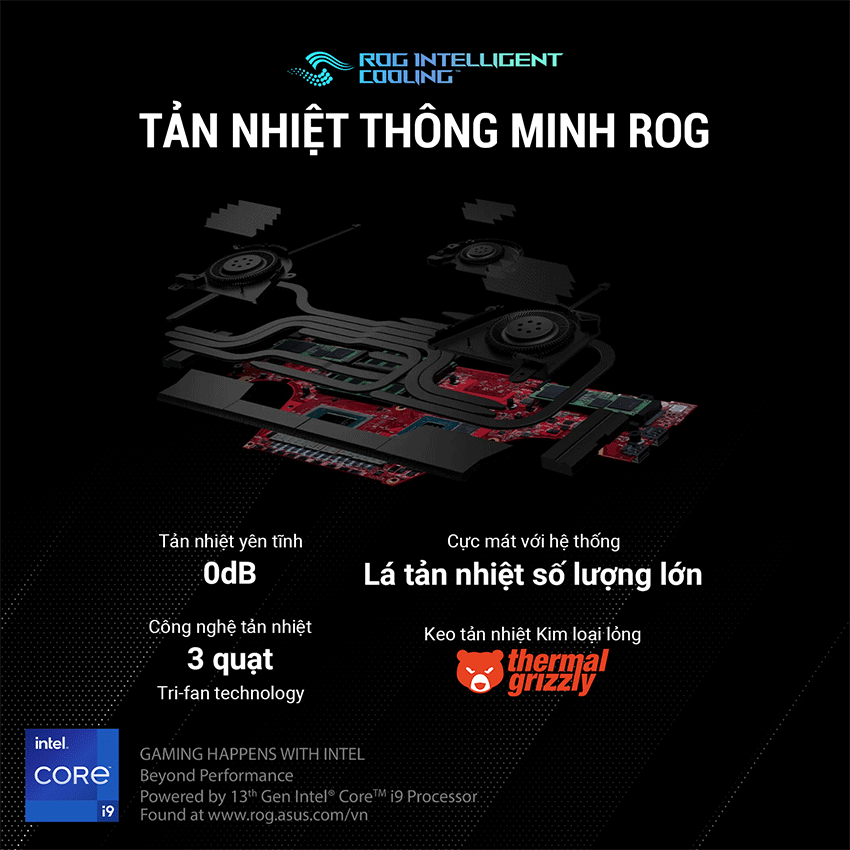 ROG INTELLIGENT
COOLING™
TẢN NHIỆT THÔNG MINH ROG
Tản nhiệt yên tĩnh
0dB
Cực mát với hệ thống
Lá tản nhiệt số lượng lớn
Công nghệ tản nhiệt
3 quạt
Tri-fan technology
Keo tản nhiệt Kim loại lỏng
thermal
grizzly
intel.
CORE
i9
GAMING HAPPENS WITH INTEL
Beyond Performance
Powered by 13th Gen Intel® Core™ i9 Processor
Found at www.rog.asus.com/vn